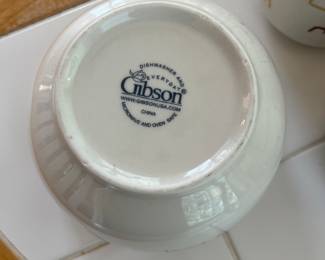 DISHWASHER AND
EVERYDAY
Gibson®
WWW.GIBSONUSA.COM
CHINA
MICROWAVE AND OVEN SAFE